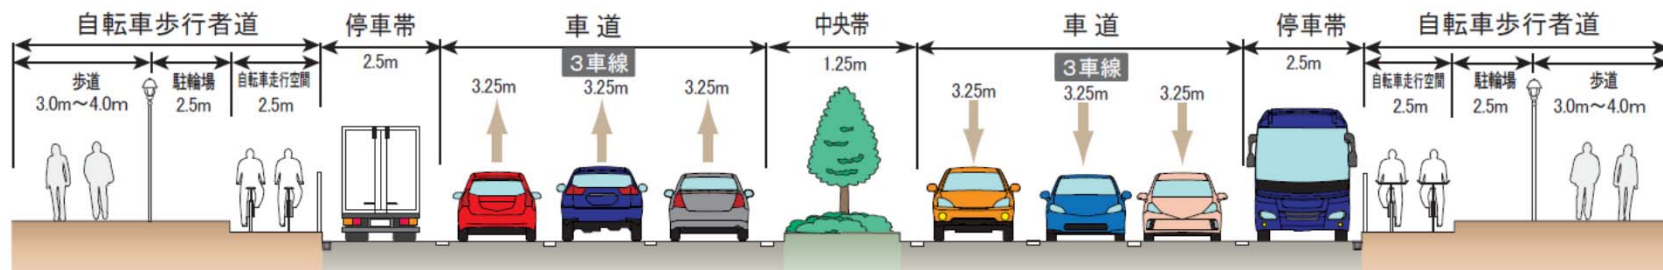 自転車歩行者道
停車帯
車道
中央帯
車道
停車帯
自転車歩行者道
2.5m
3車線
1.25m
3車線
2.5m
歩道
3.0m～4.0m
駐輪場
2.5m
自転車走行空間
2.5m
3.25m
3.25m
3.25m
3.25m
3.25m
3.25m
自転車走行空間
2.5m
駐輪場
2.5m
歩道
3.0m～4.0m